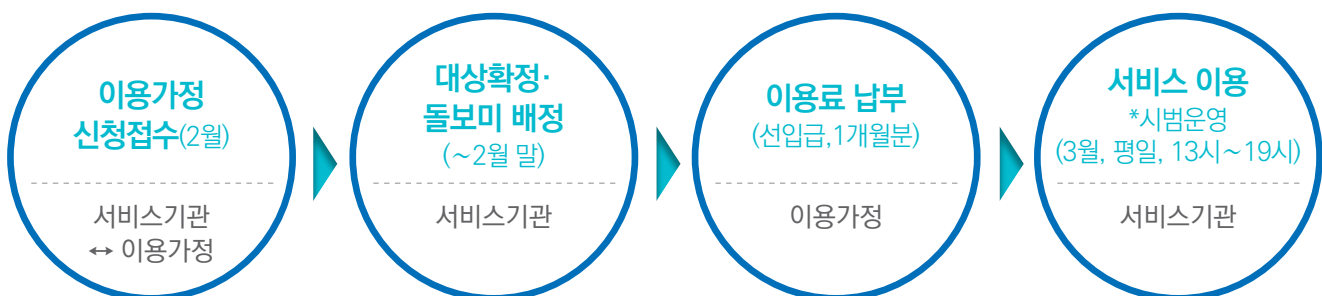 이용가정
신청접수(2월)
서비스기관
↔ 이용가정
대상확정·
돌보미 배정
(~2월 말)
서비스기관
이용료 납부
(선입급,1개월분)
이용가정
서비스 이용
*시범운영
(3월, 평일, 13시~19시)
서비스기관